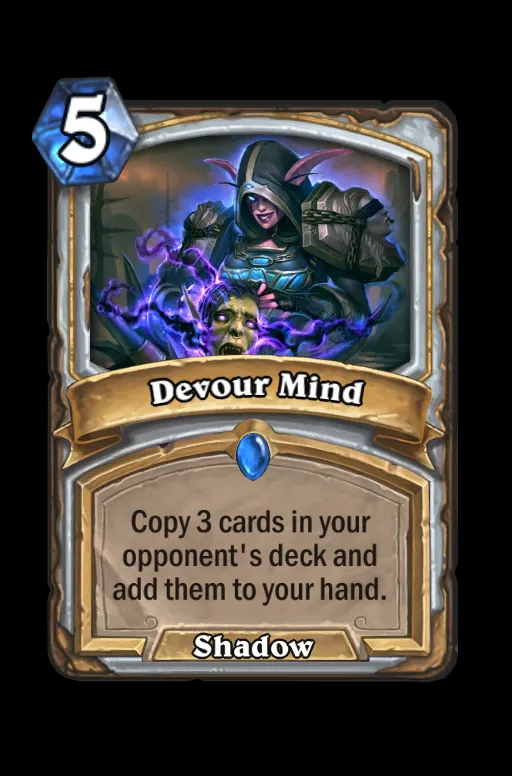 5
Devour Mind
Copy 3 cards in your
opponent's deck and
add them to your hand.
Shadow